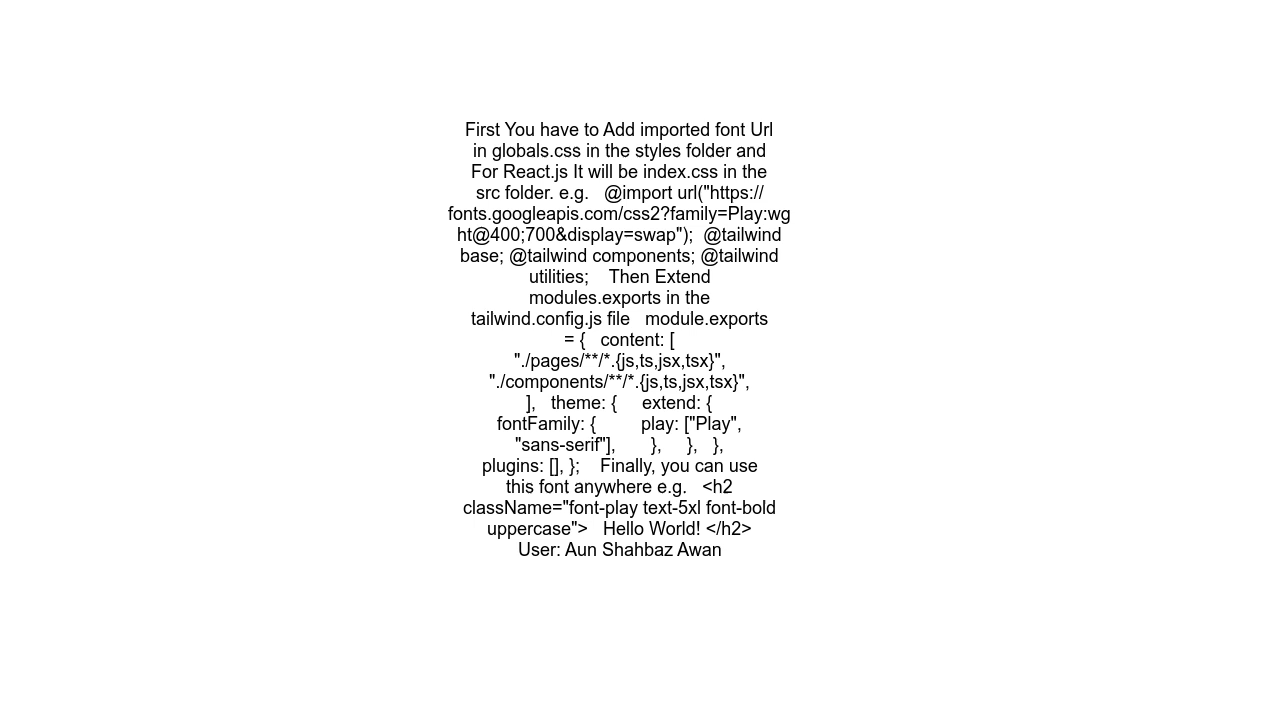 First You have to Add imported font Url
in globals.css in the styles folder and
For React.js It will be index.css in the
src folder. e.g.   @import url("https://
fonts.googleapis.com/css2?family=Play:wg
ht@400;700&display=swap");  @tailwind
base; @tailwind components; @tailwind
utilities;    Then Extend
modules.exports in the
tailwind.config.js file   module.exports
= {   content: [
"./pages/**/*.{js,ts,jsx,tsx}",
"./components/**/*.{js,ts,jsx,tsx}",
],   theme: {     extend: {
fontFamily: {         play: ["Play",
"sans-serif"],       },     },   },
plugins: [], };    Finally, you can use
this font anywhere e.g.   <h2
className="font-play text-5xl font-bold
uppercase">   Hello World! </h2>
User: Aun Shahbaz Awan